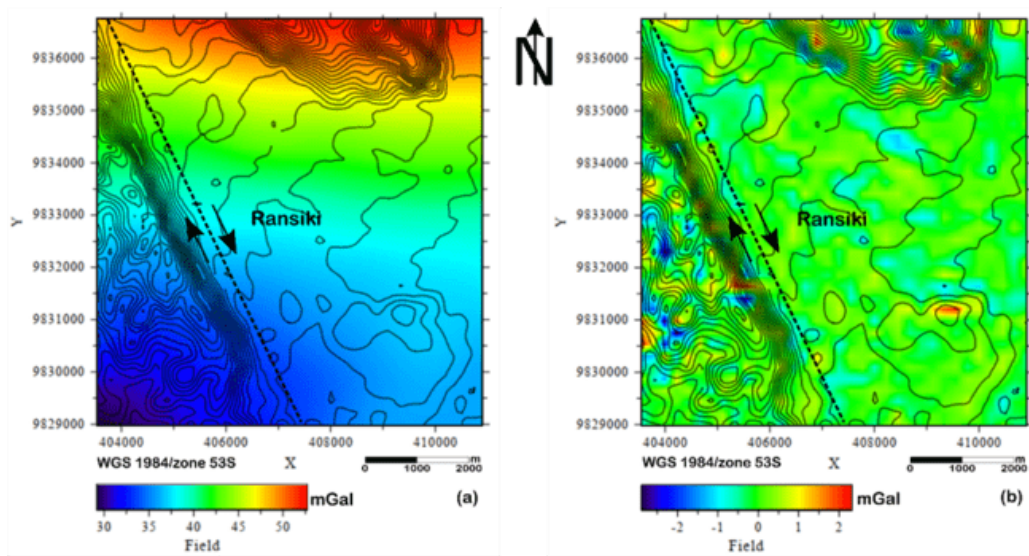 N
9836000
9835000
9834000
9833000
9832000
9831000
9830000
9829000
Y
Ransiki
404000 406000 408000 410000
WGS 1984/zone 53S X
0 1000 2000 m
mGal (a)
30 35 40 45 50
Field
9836000
9835000
9834000
9833000
9832000
9831000
9830000
9829000
Y
Ransiki
404000 406000 408000 410000
WGS 1984/zone 53S X
0 1000 2000 m
mGal (b)
-2 -1 0 1 2
Field